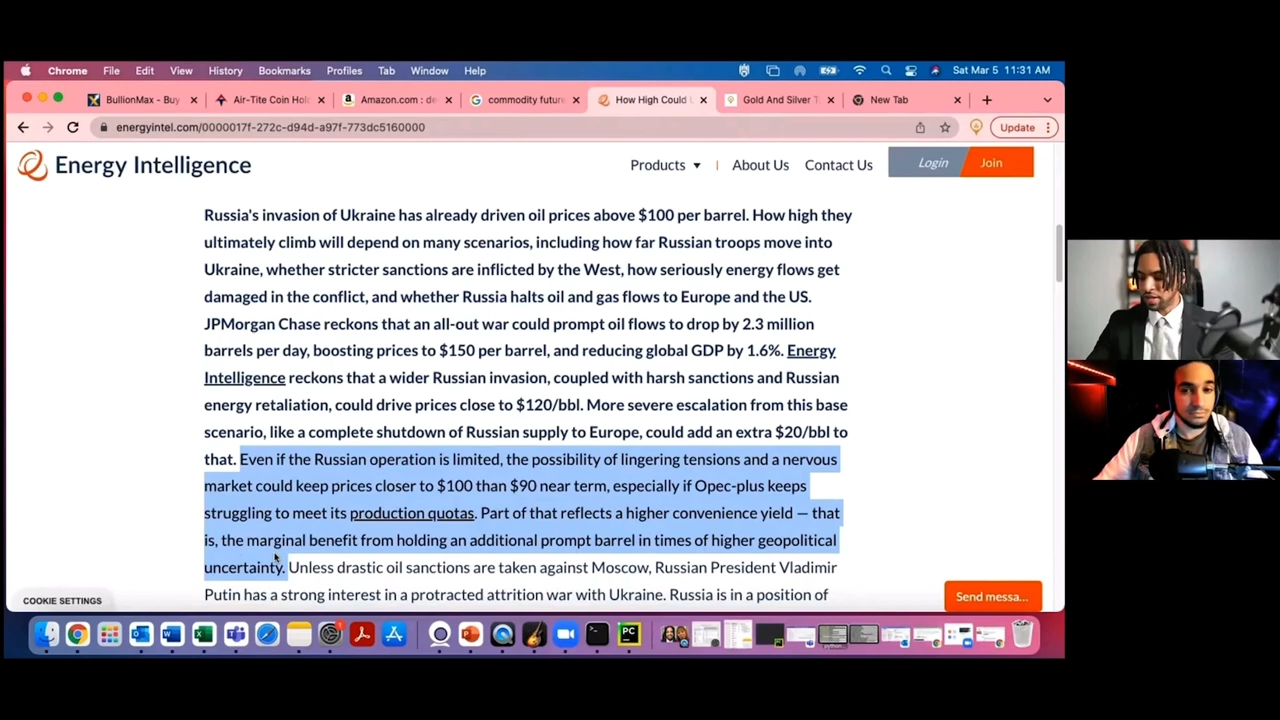 Chrome File Edit View History Bookmarks Profiles Tab Window Help Sat Mar 5 11:31 AM
BullionMax - Buy Air-Tite Coin Ho Amazon.com : de commodity future How High Could Gold And Silver T New Tab
energyintel.com/0000017f-272c-d94d-a97f-773dc5160000 Update
Energy Intelligence Products About Us Contact Us Login Join
Russia's invasion of Ukraine has already driven oil prices above $100 per barrel. How high they
ultimately climb will depend on many scenarios, including how far Russian troops move into
Ukraine, whether stricter sanctions are inflicted by the West, how seriously energy flows get
damaged in the conflict, and whether Russia halts oil and gas flows to Europe and the US.
JPMorgan Chase reckons that an all-out war could prompt oil flows to drop by 2.3 million
barrels per day, boosting prices to $150 per barrel, and reducing global GDP by 1.6%. Energy
Intelligence reckons that a wider Russian invasion, coupled with harsh sanctions and Russian
energy retaliation, could drive prices close to $120/bbl. More severe escalation from this base
scenario, like a complete shutdown of Russian supply to Europe, could add an extra $20/bbl to
that. Even if the Russian operation is limited, the possibility of lingering tensions and a nervous
market could keep prices closer to $100 than $90 near term, especially if Opec-plus keeps
struggling to meet its production quotas. Part of that reflects a higher convenience yield — that
is, the marginal benefit from holding an additional prompt barrel in times of higher geopolitical
uncertainty. Unless drastic oil sanctions are taken against Moscow, Russian President Vladimir
Putin has a strong interest in a protracted attrition war with Ukraine. Russia is in a position of
COOKIE SETTINGS Send messa...
PC